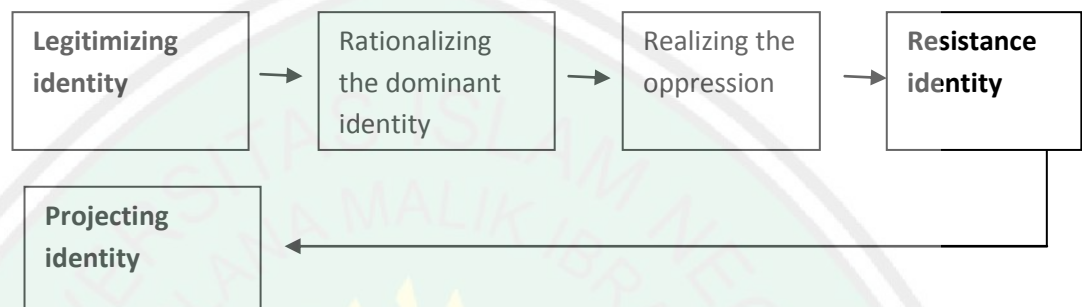 Legitimizing
identity
Rationalizing
the dominant
identity
Realizing the
oppression
Resistance
identity
Projecting
identity